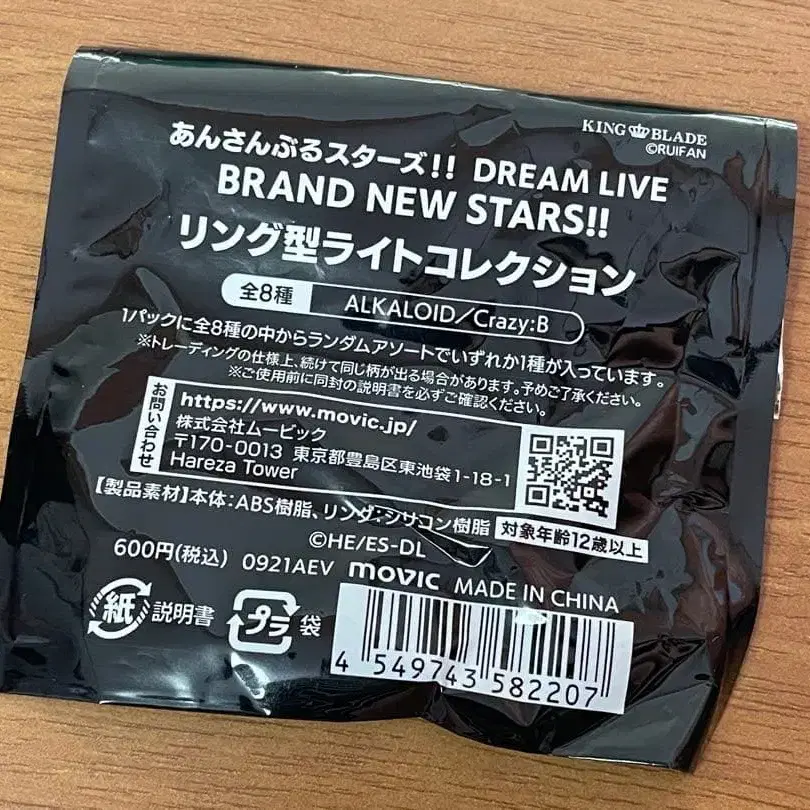 KING BLADE
©RUIFAN
あんさんぶるスターズ!! DREAM LIVE
BRAND NEW STARS!!
リング型ライトコレクション
全8種 ALKALOID/Crazy:B
1パックに全8種の中からランダムアソートでいずれか1種が入っています。
※トレーディングの仕様上、続けて同じ柄が出る場合があります。予めご了承ください。
※ご使用前に同封の説明書を必ずご確認ください。
お問い合わせ
https://www.movic.jp/
株式会社ムービック
〒170-0013 東京都豊島区東池袋1-18-1
Hareza Tower
【製品素材】本体:ABS樹脂、リング:シリコン樹脂 対象年齢12歳以上
©HE/ES-DL
600円(税込) 0921AEV movic MADE IN CHINA
紙 説明書 プラ 袋
4 549743 582207